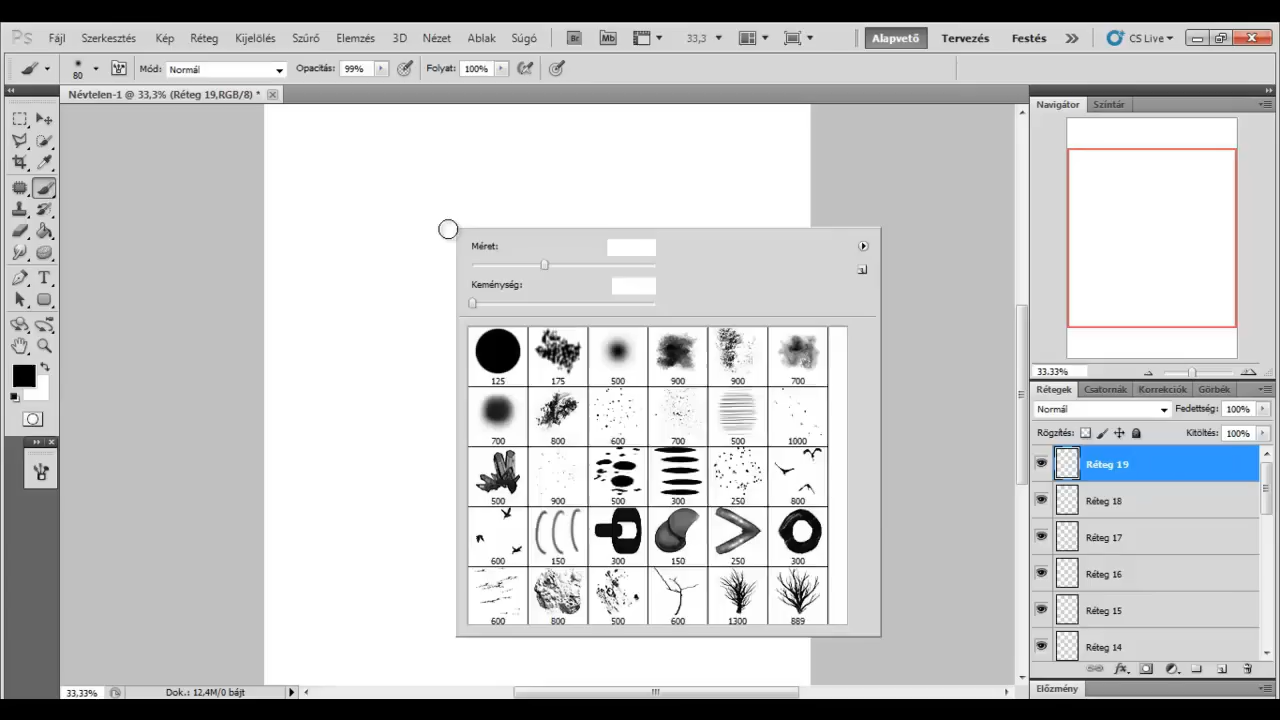 Ps Fájl Szerkesztés Kép Réteg Kijelölés Szűrő Elemzés 3D Nézet Ablak Súgó Br Mb 33,3 Alapvető Tervezés Festés CS Live
80 Mód: Normál Opacitás: 99% Folyat: 100%
Névtelen-1 @ 33,3% (Réteg 19,RGB/8) *
Navigátor Színtár
Méret:
Keménység:
125 175 500 900 900 700
700 800 600 700 500 1000
500 900 500 300 250 800
600 150 300 150 250 300
600 800 500 600 1300 889
33.33%
Rétegek Csatornák Korrekciók Görbék
Normál Fedettség: 100%
Rögzítés: Kitöltés: 100%
Réteg 19
Réteg 18
Réteg 17
Réteg 16
Réteg 15
Réteg 14
Előzmény
33,33% Dok.: 12,4M/0 bájt